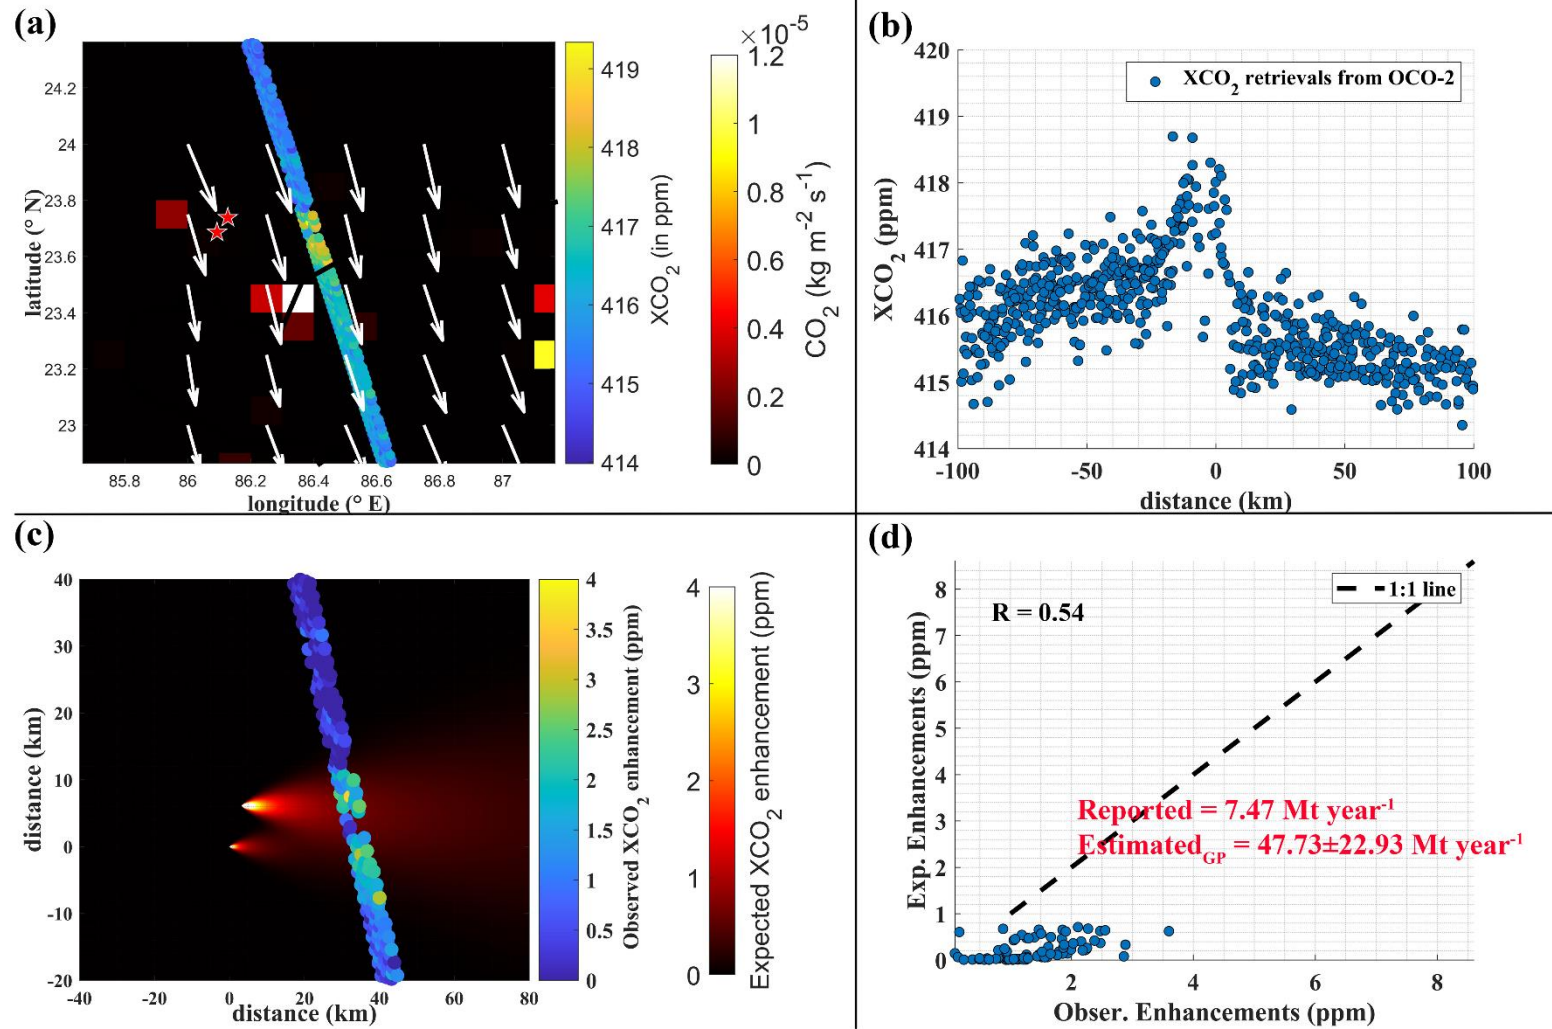 (a)
×10⁻⁵
24.2
24
23.8
23.6
23.4
23.2
23
latitude (° N)
85.8 86 86.2 86.4 86.6 86.8 87
longitude (° E)
419
418
417
416
415
414
XCO₂ (in ppm)
12
1
0.8
0.6
0.4
0.2
0
CO₂ (kg m⁻² s⁻¹)
(b)
420
419
418
417
416
415
414
XCO₂ (ppm)
XCO₂ retrievals from OCO-2
-100 -50 0 50 100
distance (km)
(c)
40
30
20
10
0
-10
-20
distance (km)
-40 -20 0 20 40 60 80
distance (km)
4
3.5
3
2.5
2
1.5
1
0.5
0
Observed XCO₂ enhancement (ppm)
4
3
2
1
0
Expected XCO₂ enhancement (ppm)
(d)
8
7
6
5
4
3
2
1
0
Exp. Enhancements (ppm)
1:1 line
R = 0.54
Reported = 7.47 Mt year⁻¹
Estimated_GP = 47.73±22.93 Mt year⁻¹
2 4 6 8
Obser. Enhancements (ppm)